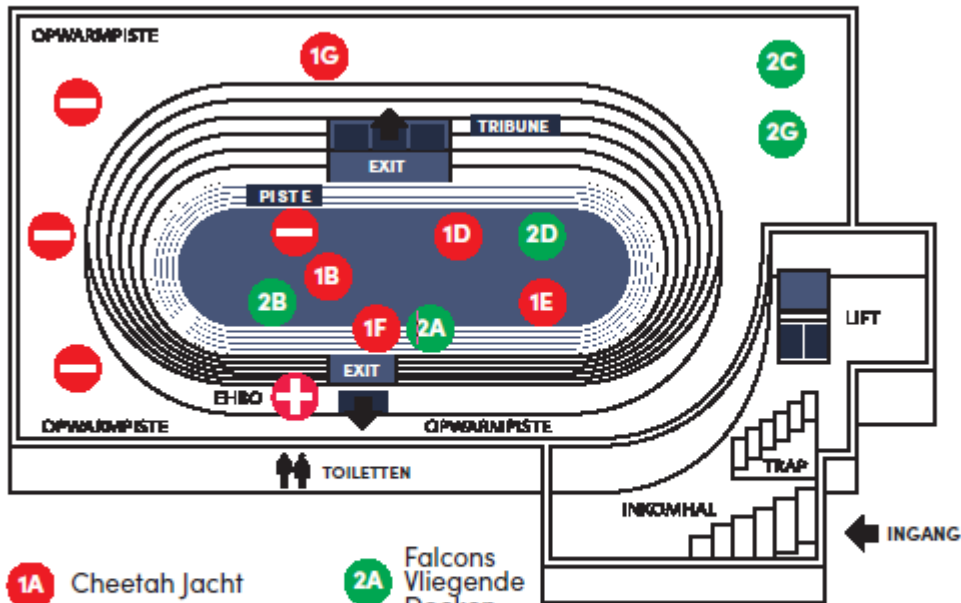 OPWARMPISTE
1G
2C
2G
TRIBUNE
EXIT
PISTE
1D
2D
1B
2B
1E
1F
2A
LIFT
EXIT
EHBO
OPWARMPISTE
OPWARMPISTE
TRAP
TOILETTEN
INKOMHAL
INGANG
1A Cheetah Jacht
2A Falcons
Vliegende